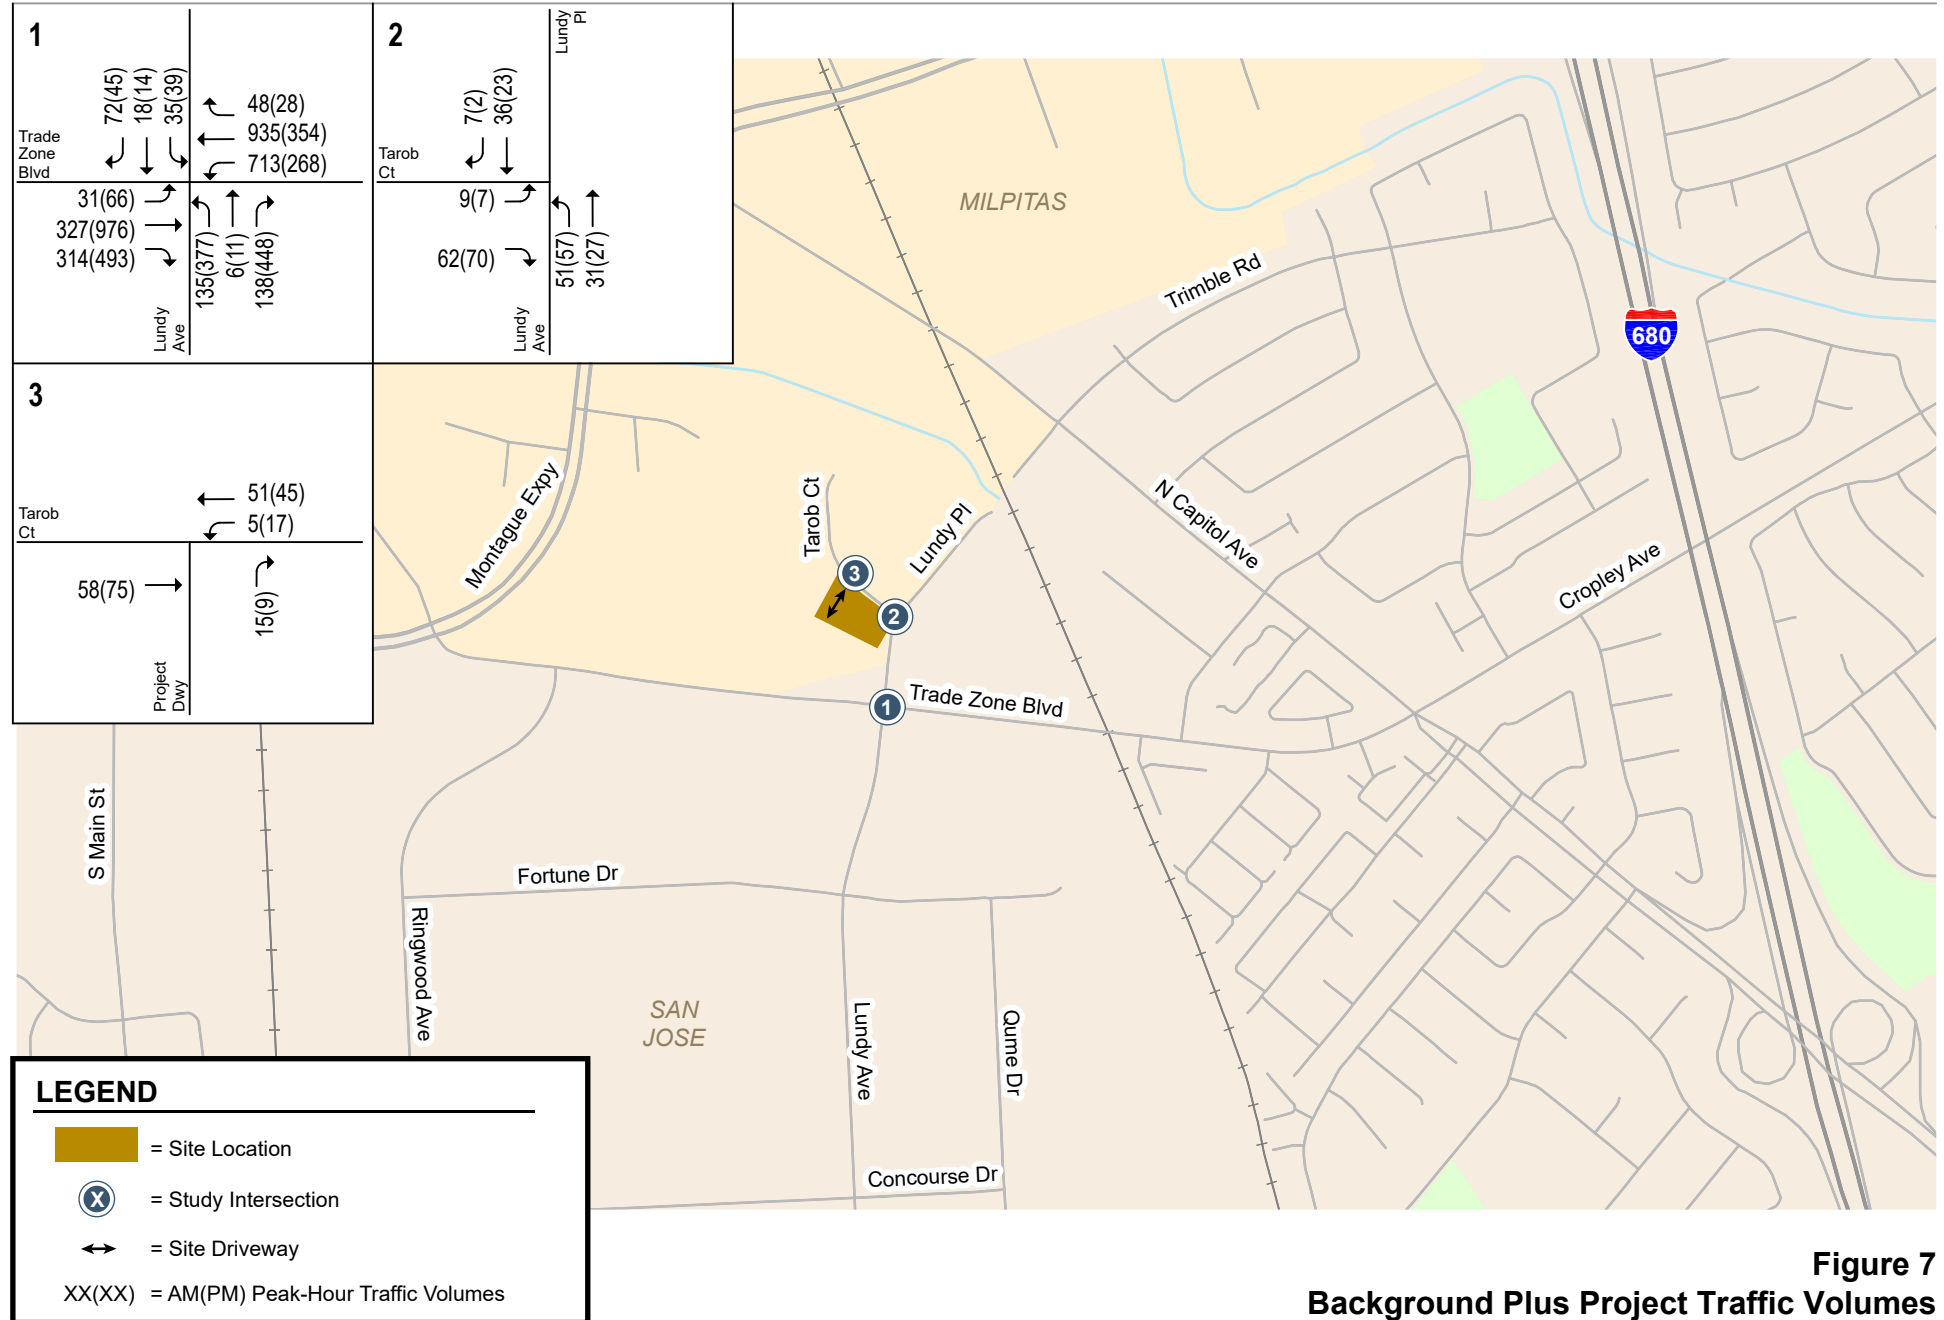 1
72(45)
18(14)
35(39)
48(28)
935(354)
713(268)
Trade
Zone
Blvd
31(66)
327(976)
314(493)
135(377)
6(11)
138(448)
Lundy
Ave
2
Lundy
Pl
7(2)
36(23)
Tarob
Ct
9(7)
62(70)
51(57)
31(27)
Lundy
Ave
3
51(45)
5(17)
Tarob
Ct
58(75)
15(9)
Project
Dwy
MILPITAS
Trimble Rd
680
Montague Expy
Tarob Ct
Lundy Pl
N Capitol Ave
Cropley Ave
3
2
1
Trade Zone Blvd
S Main St
Fortune Dr
Ringwood Ave
SAN
JOSE
Lundy Ave
Qume Dr
Concourse Dr
LEGEND
= Site Location
X = Study Intersection
= Site Driveway
XX(XX) = AM(PM) Peak-Hour Traffic Volumes
Figure 7
Background Plus Project Traffic Volumes